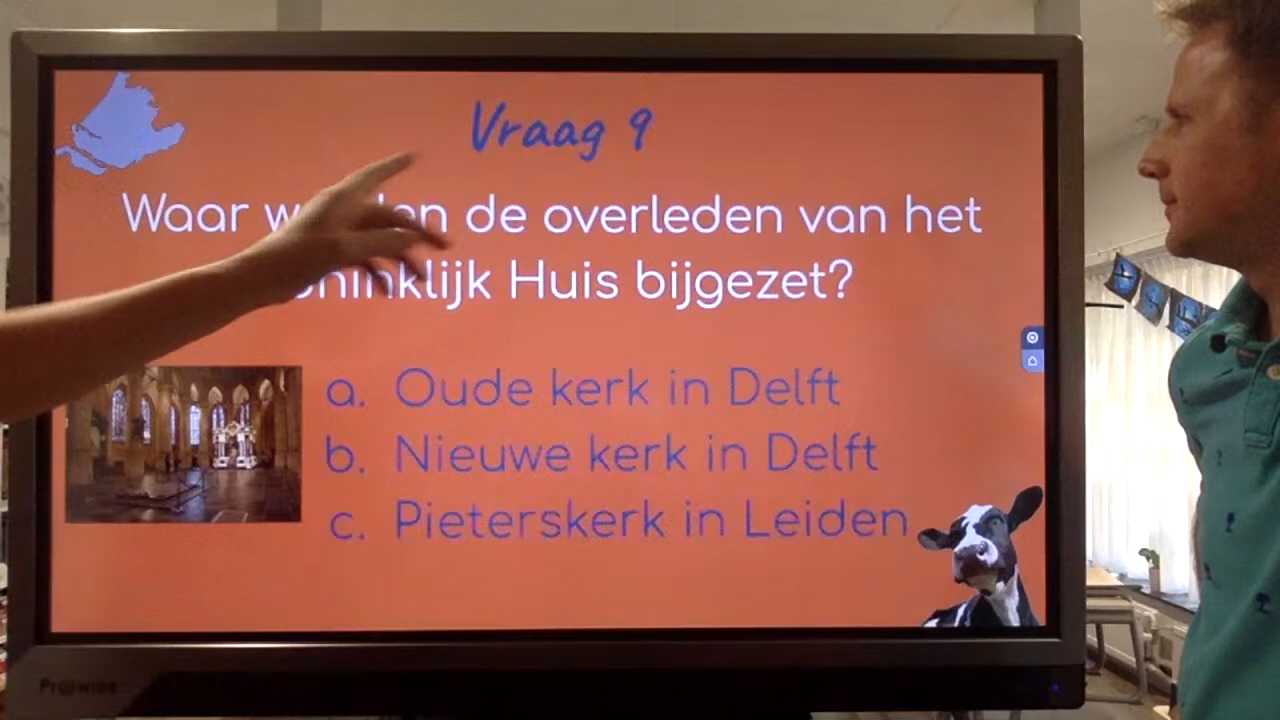 Vraag 9
Waar de overleden van het
Huis bijgezet?
a. Oude kerk in Delft
b. Nieuwe kerk in Delft
c. Pieterskerk in Leiden
Prowise